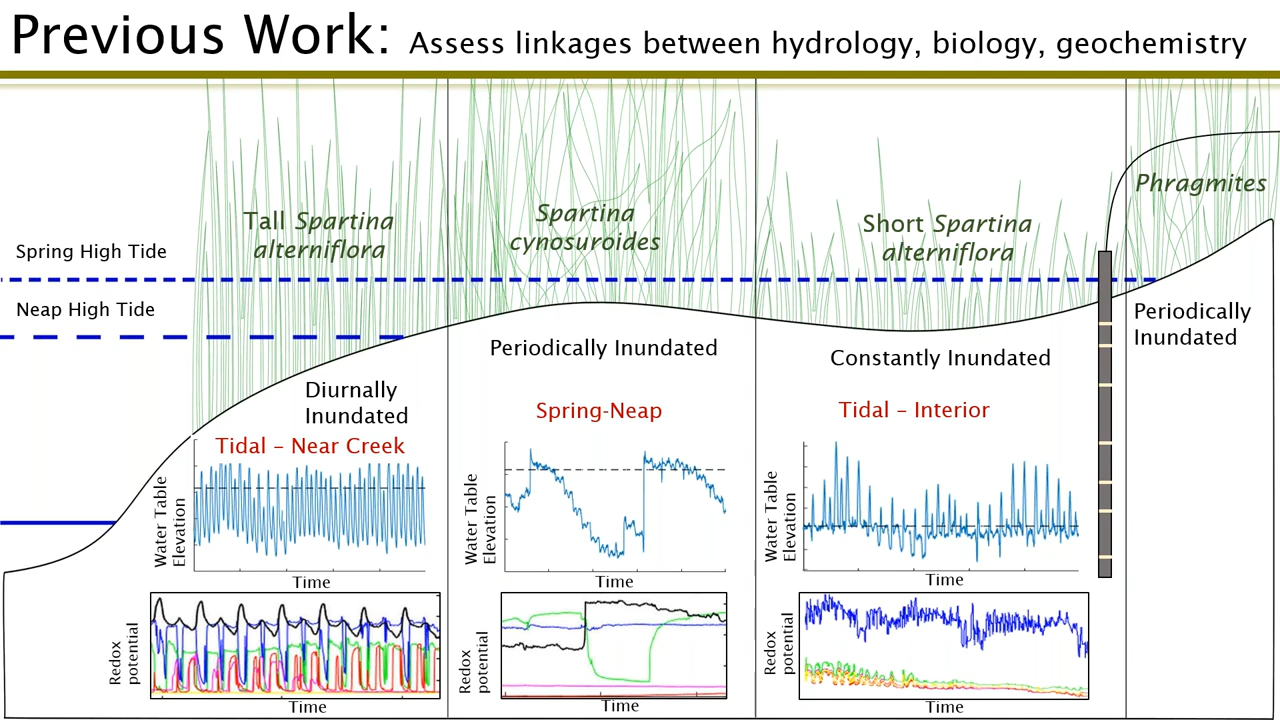 Previous Work: Assess linkages between hydrology, biology, geochemistry
Tall Spartina
alterniflora
Spartina
cynosuroides
Short Spartina
alterniflora
Phragmites
Spring High Tide
Neap High Tide
Periodically
Inundated
Periodically Inundated
Constantly Inundated
Diurnally
Inundated
Spring-Neap
Tidal – Interior
Tidal – Near Creek
Water Table
Elevation
Time
Water Table
Elevation
Time
Water Table
Elevation
Time
Redox
potential
Time
Redox
potential
Time
Redox
potential
Time